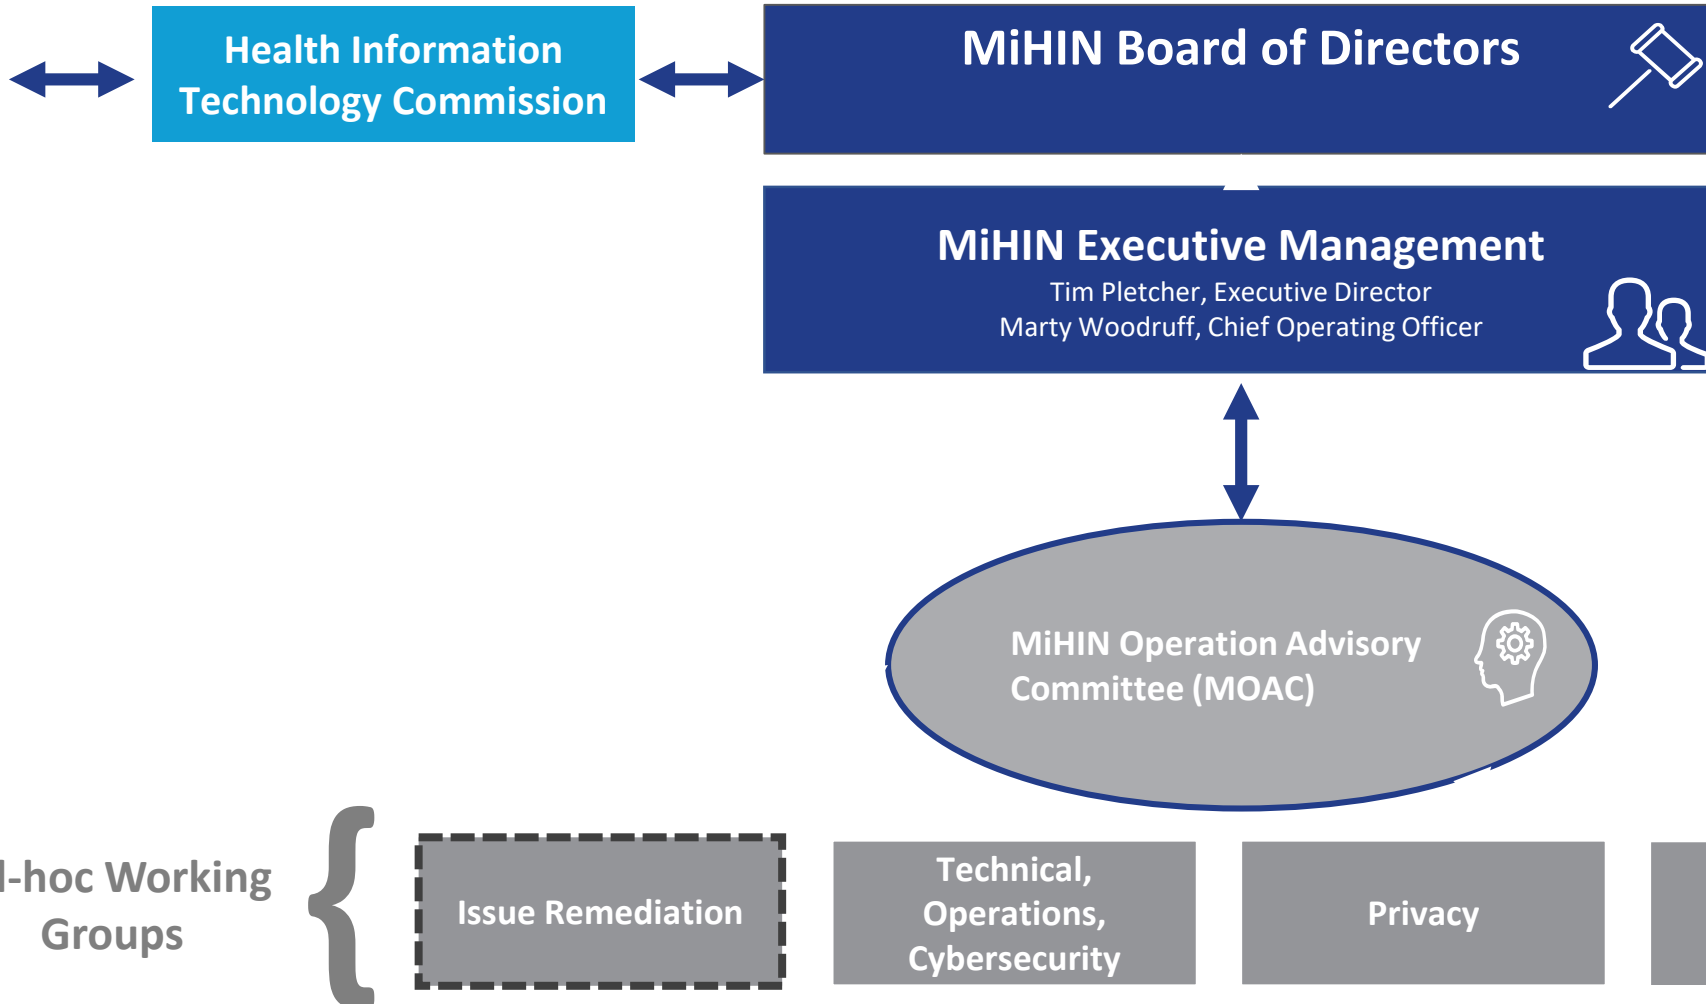 Health Information
Technology Commission
MiHIN Board of Directors
MiHIN Executive Management
Tim Pletcher, Executive Director
Marty Woodruff, Chief Operating Officer
MiHIN Operation Advisory
Committee (MOAC)
-hoc Working
Groups
Issue Remediation
Technical,
Operations,
Cybersecurity
Privacy